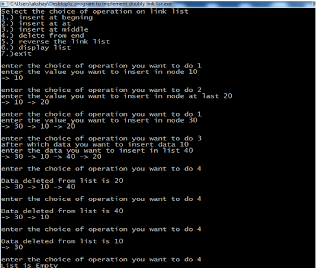 C:\Users\akshay\Desktop\c program to implement doubly link list.exe
Select the choice of operation on link list
1.) insert at begning
2.) insert at at
3.) insert at middle
4.) delete from end
5.) reverse the link list
6.) display list
7.)exit
enter the choice of operation you want to do 1
enter the value you want to insert in node 10
-> 10
enter the choice of operation you want to do 2
enter the value you want to insert in node at last 20
-> 10 -> 20
enter the choice of operation you want to do 1
enter the value you want to insert in node 30
-> 30 -> 10 -> 20
enter the choice of operation you want to do 3
after which data you want to insert data 10
enter the data you want to insert in list 40
-> 30 -> 10 -> 40 -> 20
enter the choice of operation you want to do 4
Data deleted from list is 20
-> 30 -> 10 -> 40
enter the choice of operation you want to do 4
Data deleted from list is 40
-> 30 -> 10
enter the choice of operation you want to do 4
Data deleted from list is 10
-> 30
enter the choice of operation you want to do 4
List is Empty